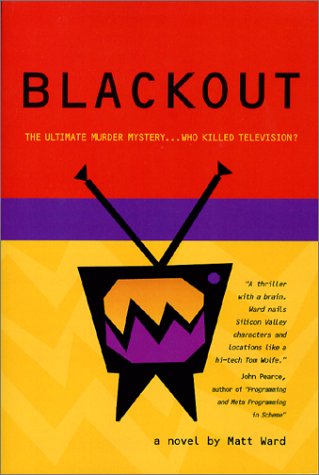 BLACKOUT
THE ULTIMATE MURDER MYSTERY...WHO KILLED TELEVISION?
"A thriller
with a brain.
Ward nails
Silicon Valley
characters and
locations like a
hi-tech Tom Wolfe."
John Pearce,
author of "Programming
and Meta Programming
in Scheme"
a novel by Matt Ward